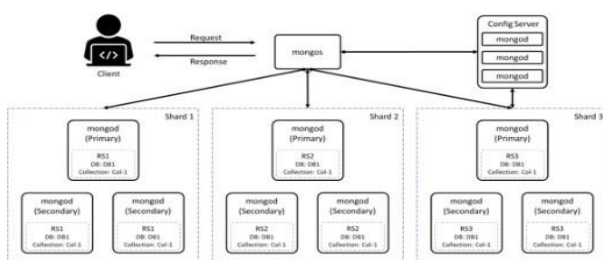 Request
Response
Client
mongos
Config Server
mongod
mongod
mongod
Shard 1
mongod
(Primary)
RS1
DB: DB1
Collection: Col-1
mongod
(Secondary)
RS1
DB: DB1
Collection: Col-1
mongod
(Secondary)
RS1
DB: DB1
Collection: Col-1
Shard 2
mongod
(Primary)
RS2
DB: DB1
Collection: Col-1
mongod
(Secondary)
RS2
DB: DB1
Collection: Col-1
mongod
(Secondary)
RS2
DB: DB1
Collection: Col-1
Shard 3
mongod
(Primary)
RS3
DB: DB1
Collection: Col-1
mongod
(Secondary)
RS3
DB: DB1
Collection: Col-1
mongod
(Secondary)
RS3
DB: DB1
Collection: Col-1